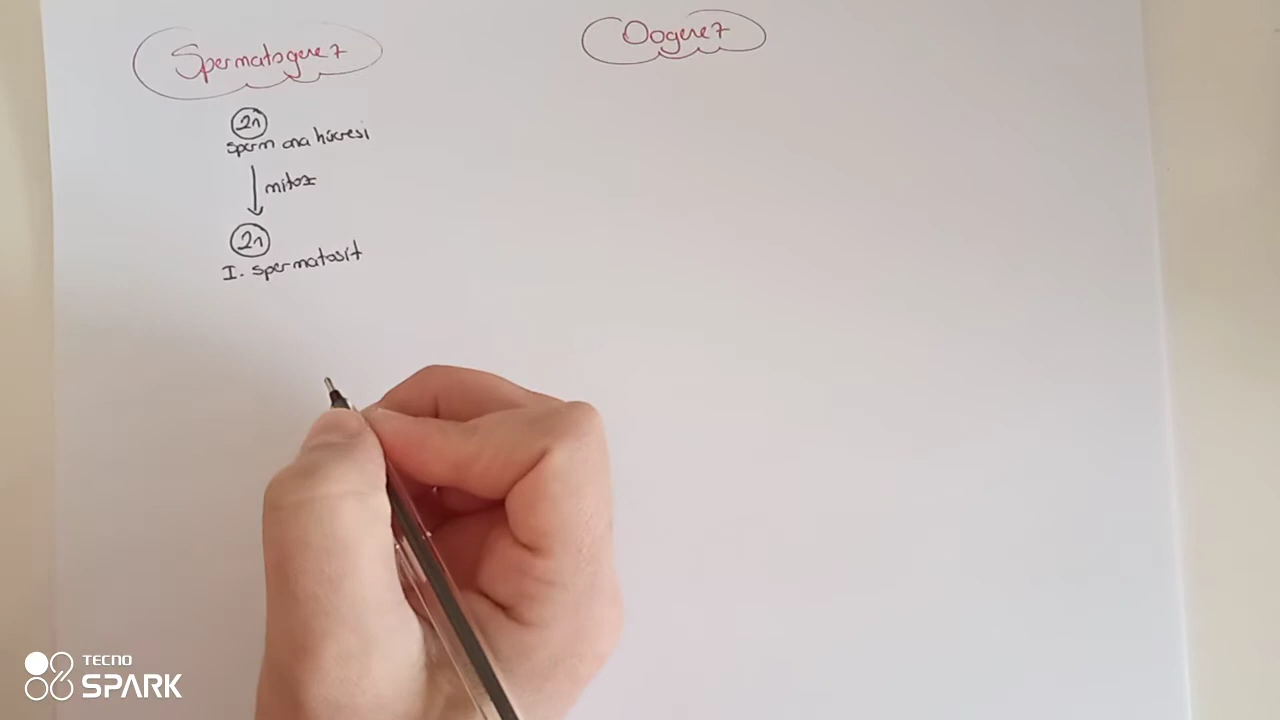 Spermatogenez
Oogenez
2n
Sperm ana hücresi
mitoz
2n
I. spermatosit
TECNO
SPARK